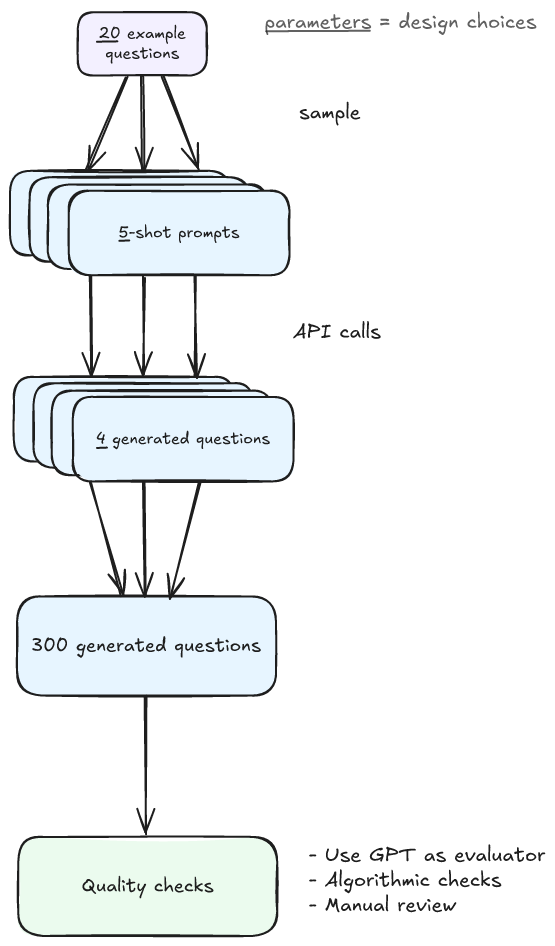 parameters = design choices
20 example
questions
sample
5-shot prompts
API calls
4 generated questions
300 generated questions
Quality checks
- Use GPT as evaluator
- Algorithmic checks
- Manual review